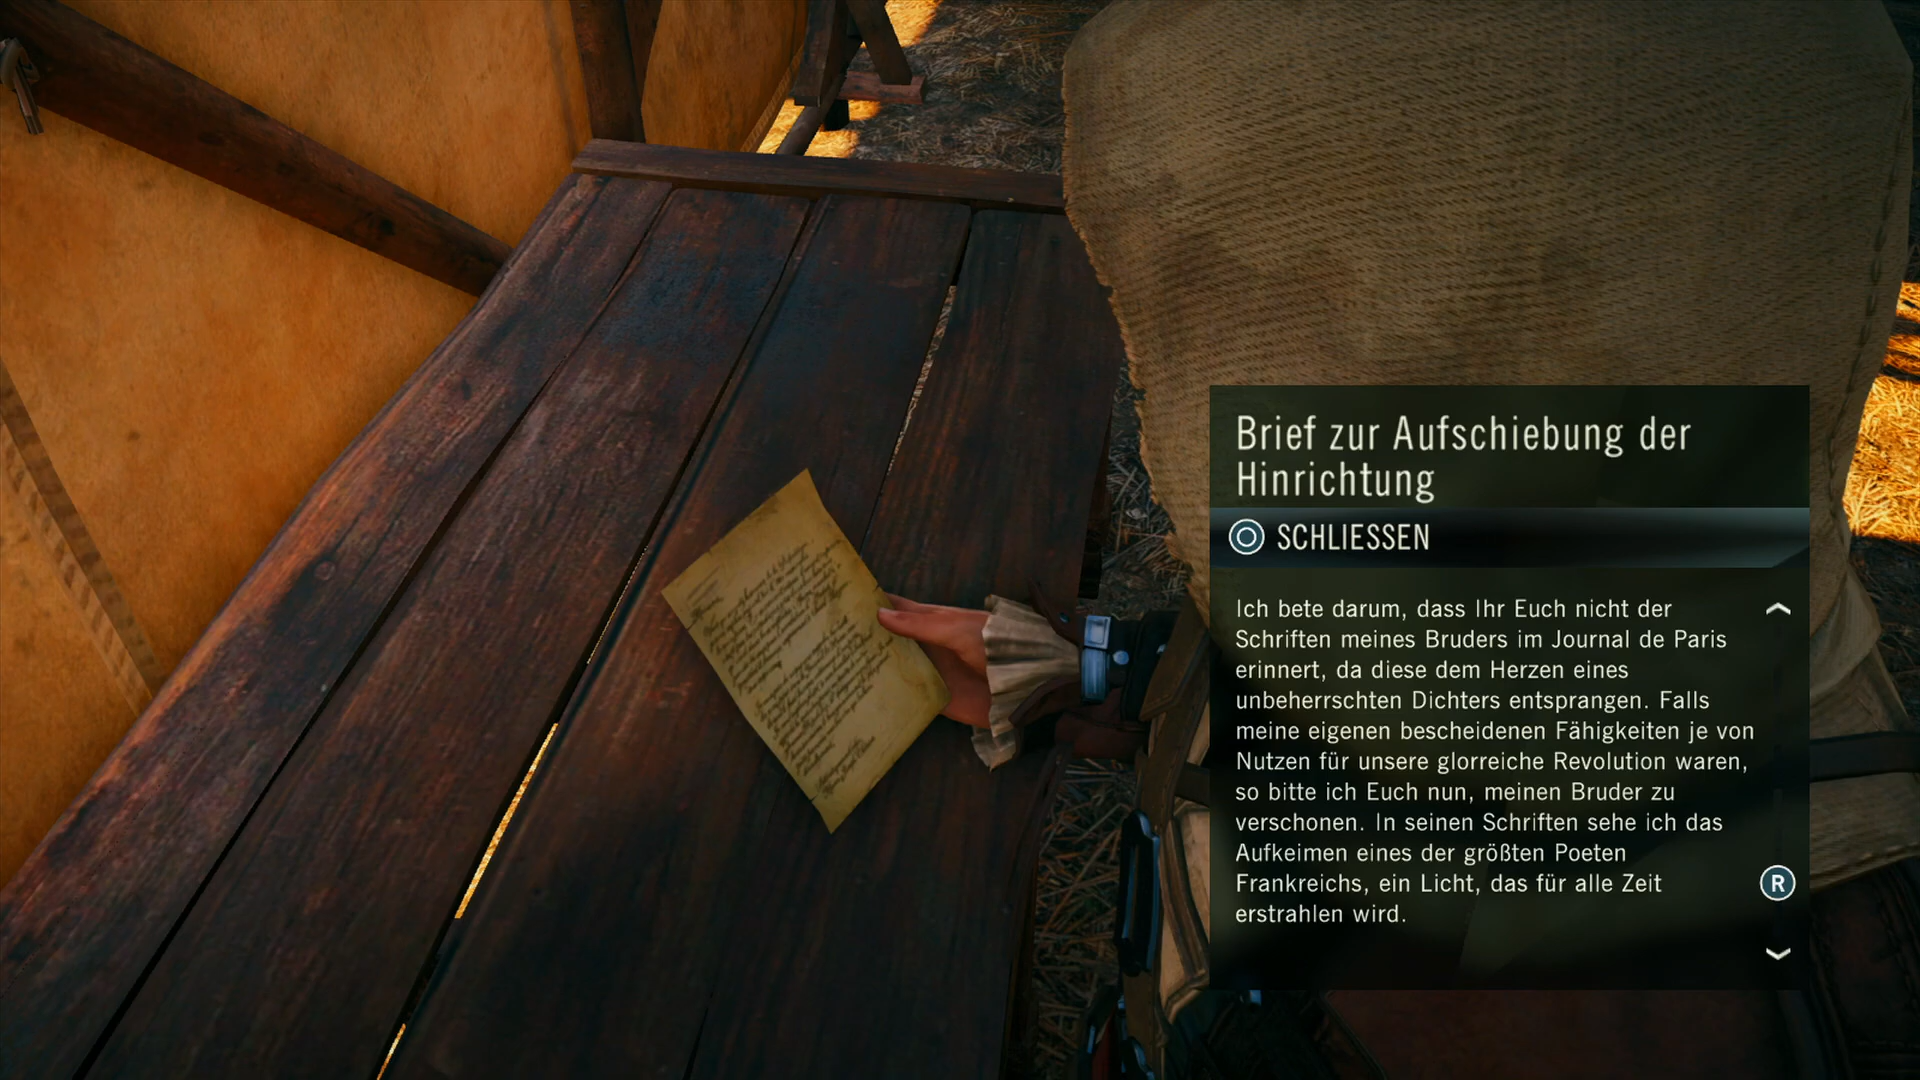 Brief zur Aufschiebung der
Hinrichtung
SCHLIESSEN
Ich bete darum, dass Ihr Euch nicht der
Schriften meines Bruders im Journal de Paris
erinnert, da diese dem Herzen eines
unbeherrschten Dichters entsprangen. Falls
meine eigenen bescheidenen Fähigkeiten je von
Nutzen für unsere glorreiche Revolution waren,
so bitte ich Euch nun, meinen Bruder zu
verschonen. In seinen Schriften sehe ich das
Aufkeimen eines der größten Poeten
Frankreichs, ein Licht, das für alle Zeit
R
erstrahlen wird.